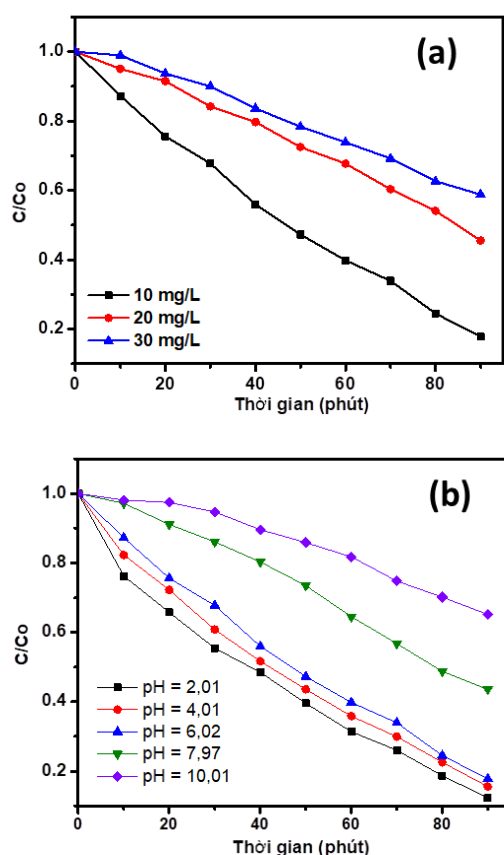 (a)
1.0
0.8
0.6
0.4
0.2
C/Co
10 mg/L
20 mg/L
30 mg/L
0 20 40 60 80
Thời gian (phút)
(b)
1.0
0.8
0.6
0.4
0.2
C/Co
pH = 2,01
pH = 4,01
pH = 6,02
pH = 7,97
pH = 10,01
0 20 40 60 80
Thời gian (phút)